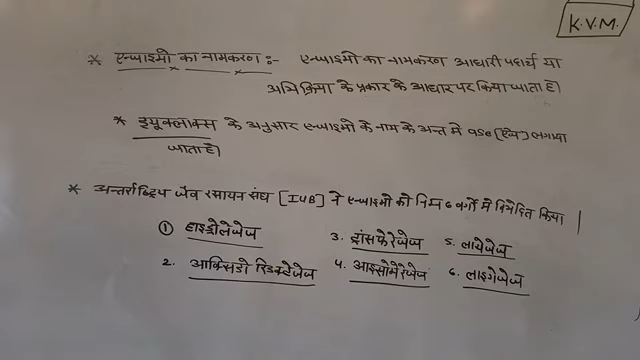 K.V.M.
* एन्जाइमो का नामकरण :- एन्जाइमो का नामकरण आधारी पदार्थ या
अभिक्रिया के प्रकार के आधार पर किया जाता है।
* ड्यूक्लाक्स के अनुसार एन्जाइमो के नाम के अन्त मे ase (ऐज) लगाया
जाता है।
* अन्तर्राष्ट्रिय जैव रसायन संघ [IUB] ने एन्जाइमो को निम्न 6 वर्गो मे विभेदित किया |
① हाइड्रोलेजेज 3. ट्रांसफेरेजेज 5. लायेजेज
2. आक्सिडो रिडक्टेजेज 4. आइसोमेरेजेज 6. लाइगेजेज